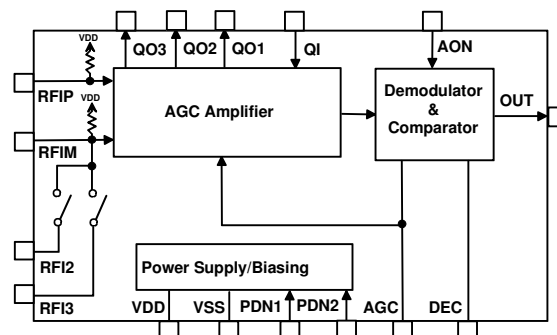 QO3 QO2 QO1 QI AON
VDD
RFIP
VDD
RFIM
AGC Amplifier
Demodulator
&
Comparator
OUT
RFI2
RFI3
Power Supply/Biasing
VDD VSS PDN1 PDN2 AGC DEC